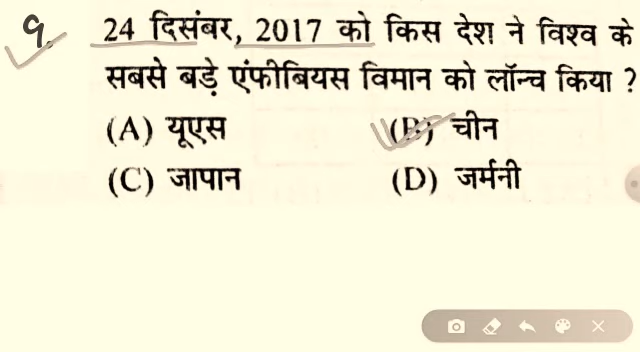 9. 24 दिसंबर, 2017 को किस देश ने विश्व के
सबसे बड़े एंफीबियस विमान को लॉन्च किया ?
(A) यूएस (B) चीन
(C) जापान (D) जर्मनी